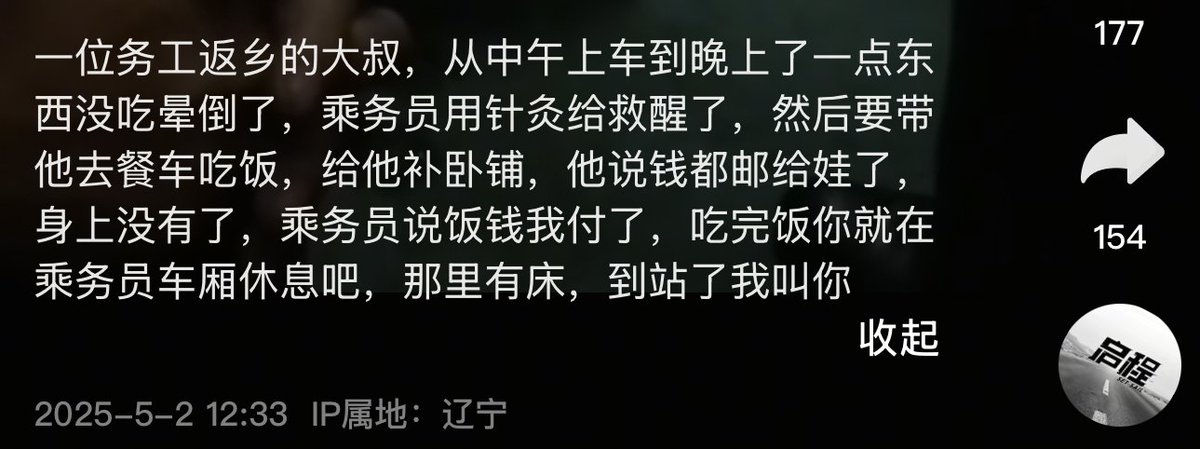 一位务工返乡的大叔，从中午上车到晚上了一点东
西没吃晕倒了，乘务员用针灸给救醒了，然后要带
他去餐车吃饭，给他补卧铺，他说钱都邮给娃了，
身上没有了，乘务员说饭钱我付了，吃完饭你就在
乘务员车厢休息吧，那里有床，到站了我叫你
收起
2025-5-2 12:33 IP属地：辽宁
177
154
启程
SET SAIL